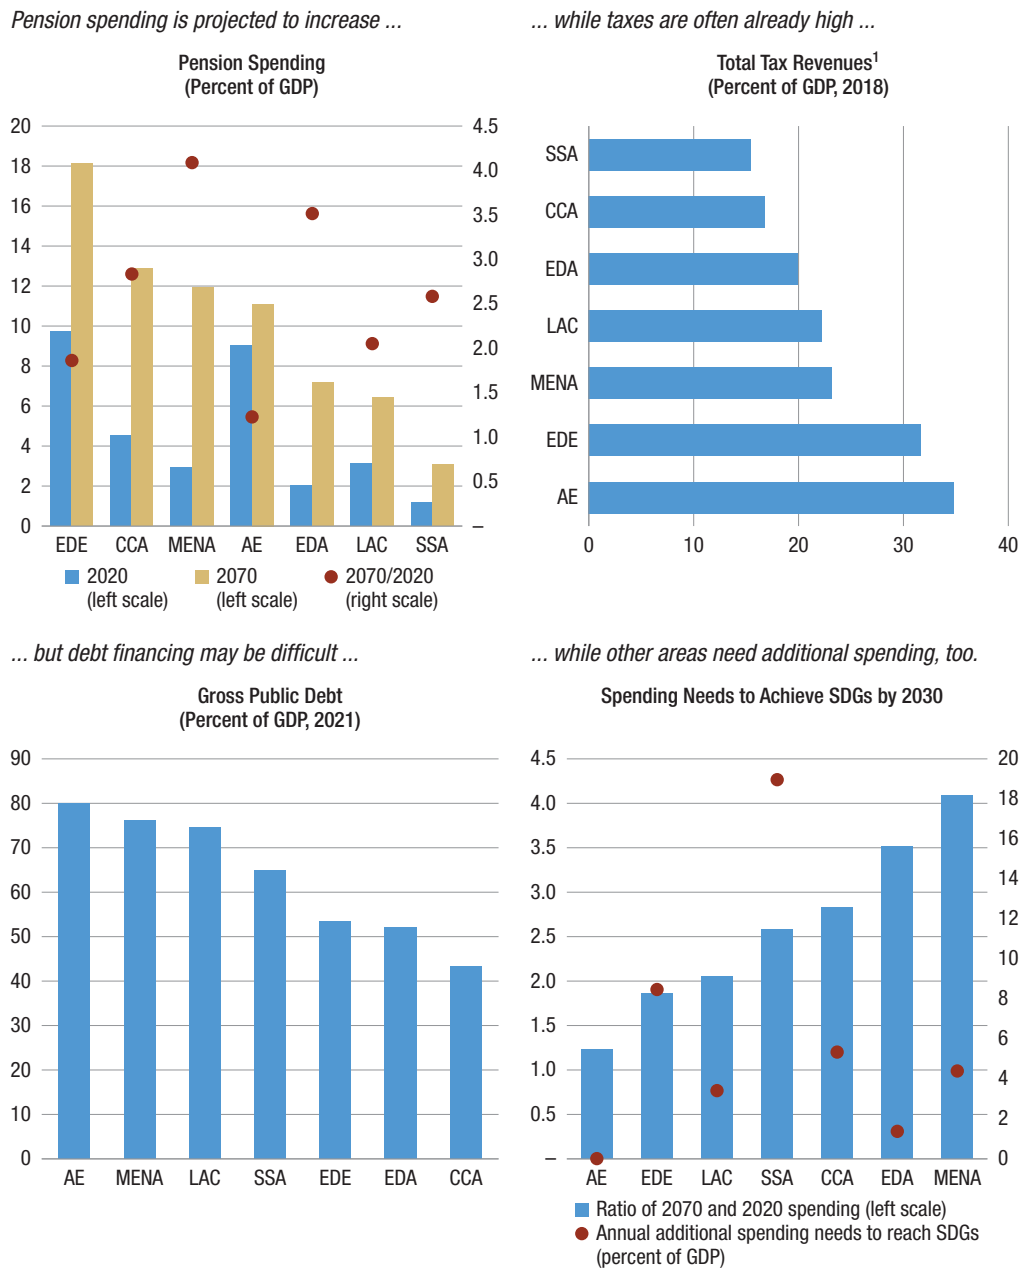 Pension spending is projected to increase ...
Pension Spending
(Percent of GDP)
20
18
16
14
12
10
8
6
4
2
0
4.5
4.0
3.5
3.0
2.5
2.0
1.5
1.0
0.5
–
EDE CCA MENA AE EDA LAC SSA
2020
(left scale)
2070
(left scale)
2070/2020
(right scale)
... while taxes are often already high ...
Total Tax Revenues1
(Percent of GDP, 2018)
SSA
CCA
EDA
LAC
MENA
EDE
AE
0 10 20 30 40
... but debt financing may be difficult ...
Gross Public Debt
(Percent of GDP, 2021)
90
80
70
60
50
40
30
20
10
0
AE MENA LAC SSA EDE EDA CCA
... while other areas need additional spending, too.
Spending Needs to Achieve SDGs by 2030
4.5
4.0
3.5
3.0
2.5
2.0
1.5
1.0
0.5
–
20
18
16
14
12
10
8
6
4
2
0
AE EDE LAC SSA CCA EDA MENA
Ratio of 2070 and 2020 spending (left scale)
Annual additional spending needs to reach SDGs
(percent of GDP)